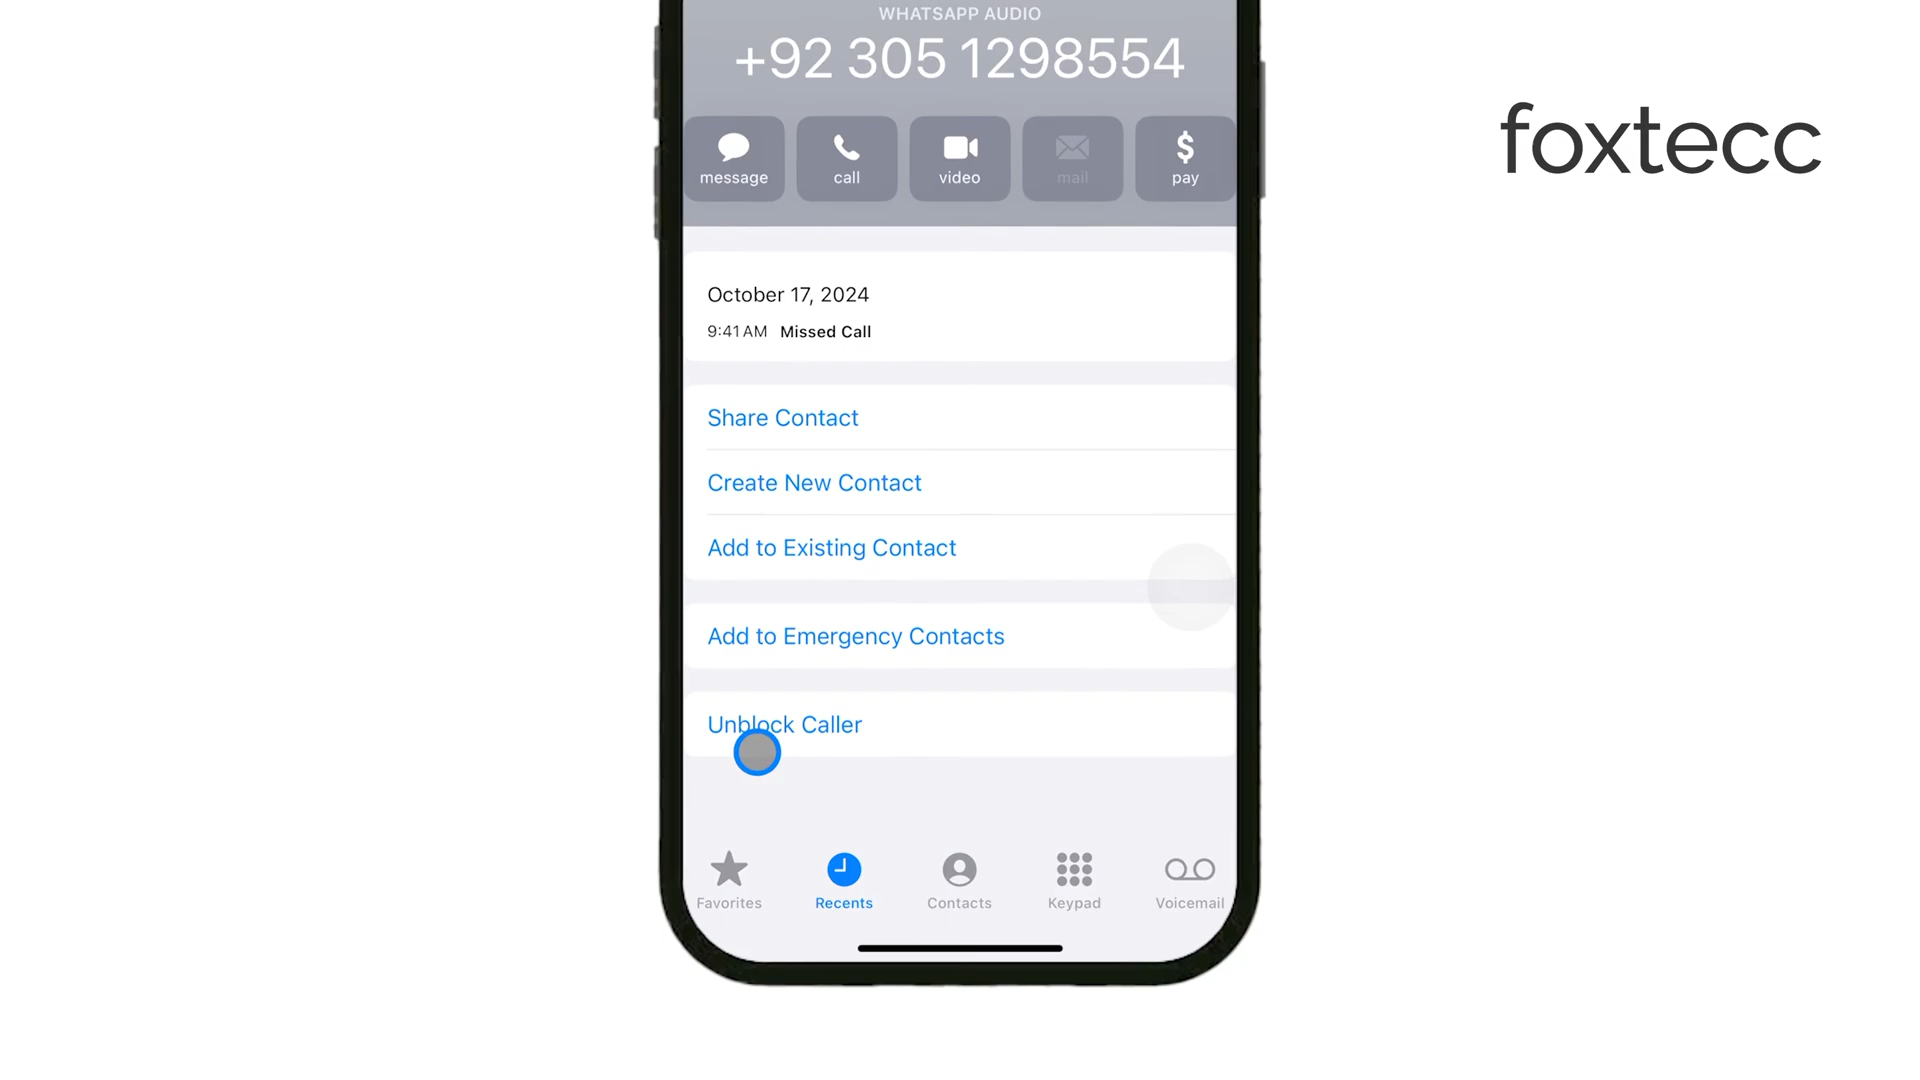 WHATSAPP AUDIO
+92 305 1298554
foxtecc
message call video mail pay
October 17, 2024
9:41 AM Missed Call
Share Contact
Create New Contact
Add to Existing Contact
Add to Emergency Contacts
Unblock Caller
Favorites Recents Contacts Keypad Voicemail